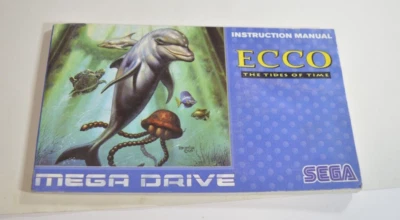 INSTRUCTION MANUAL
ECCO
THE TIDES OF TIME
MEGA DRIVE
SEGA